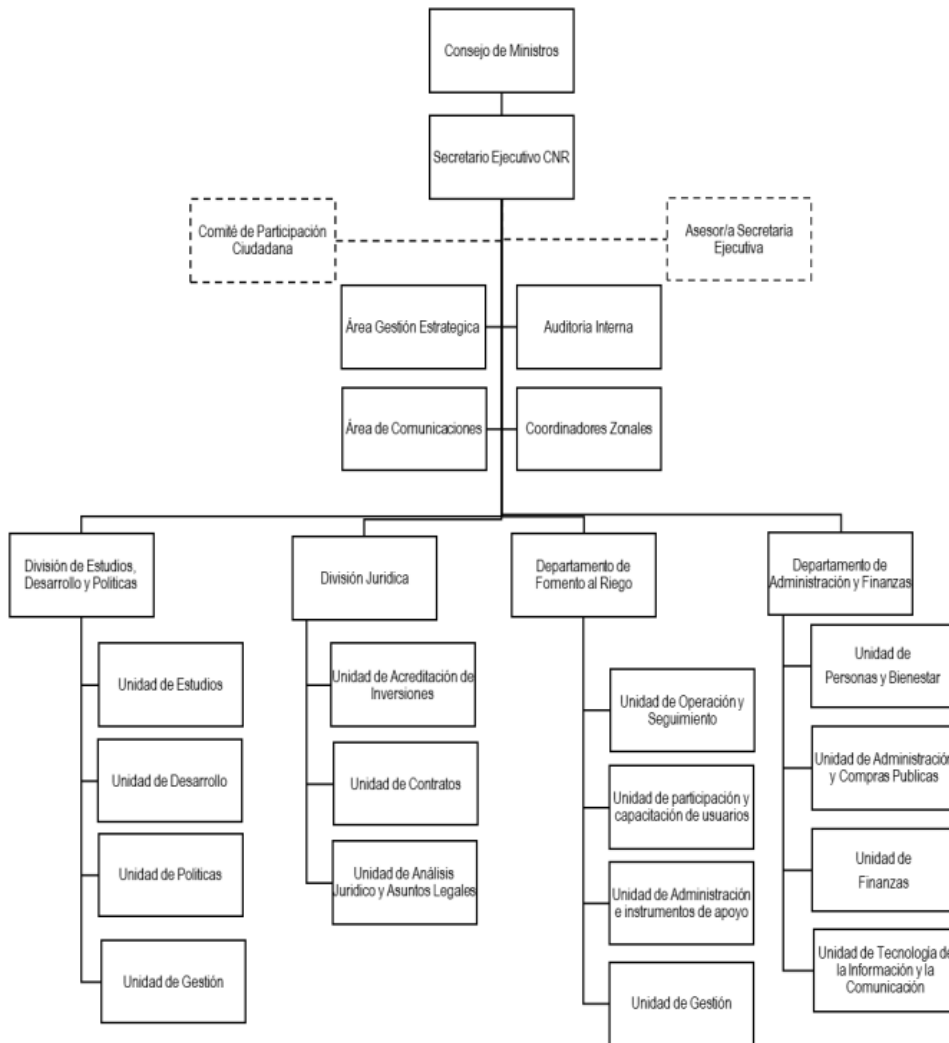 Consejo de Ministros
Secretario Ejecutivo CNR
Comité de Participación
Ciudadana
Asesor/a Secretaria
Ejecutiva
Área Gestión Estrategica
Auditoria Interna
Área de Comunicaciones
Coordinadores Zonales
División de Estudios,
Desarrollo y Politicas
División Juridica
Departamento de
Fomento al Riego
Departamento de
Administración y Finanzas
Unidad de Estudios
Unidad de Desarrollo
Unidad de Politicas
Unidad de Gestión
Unidad de Acreditación de
Inversiones
Unidad de Contratos
Unidad de Análisis
Juridico y Asuntos Legales
Unidad de Operación y
Seguimiento
Unidad de participación y
capacitación de usuarios
Unidad de Administración
e instrumentos de apoyo
Unidad de Gestión
Unidad de
Personas y Bienestar
Unidad de Administración
y Compras Publicas
Unidad de
Finanzas
Unidad de Tecnologia de
la Información y la
Comunicación